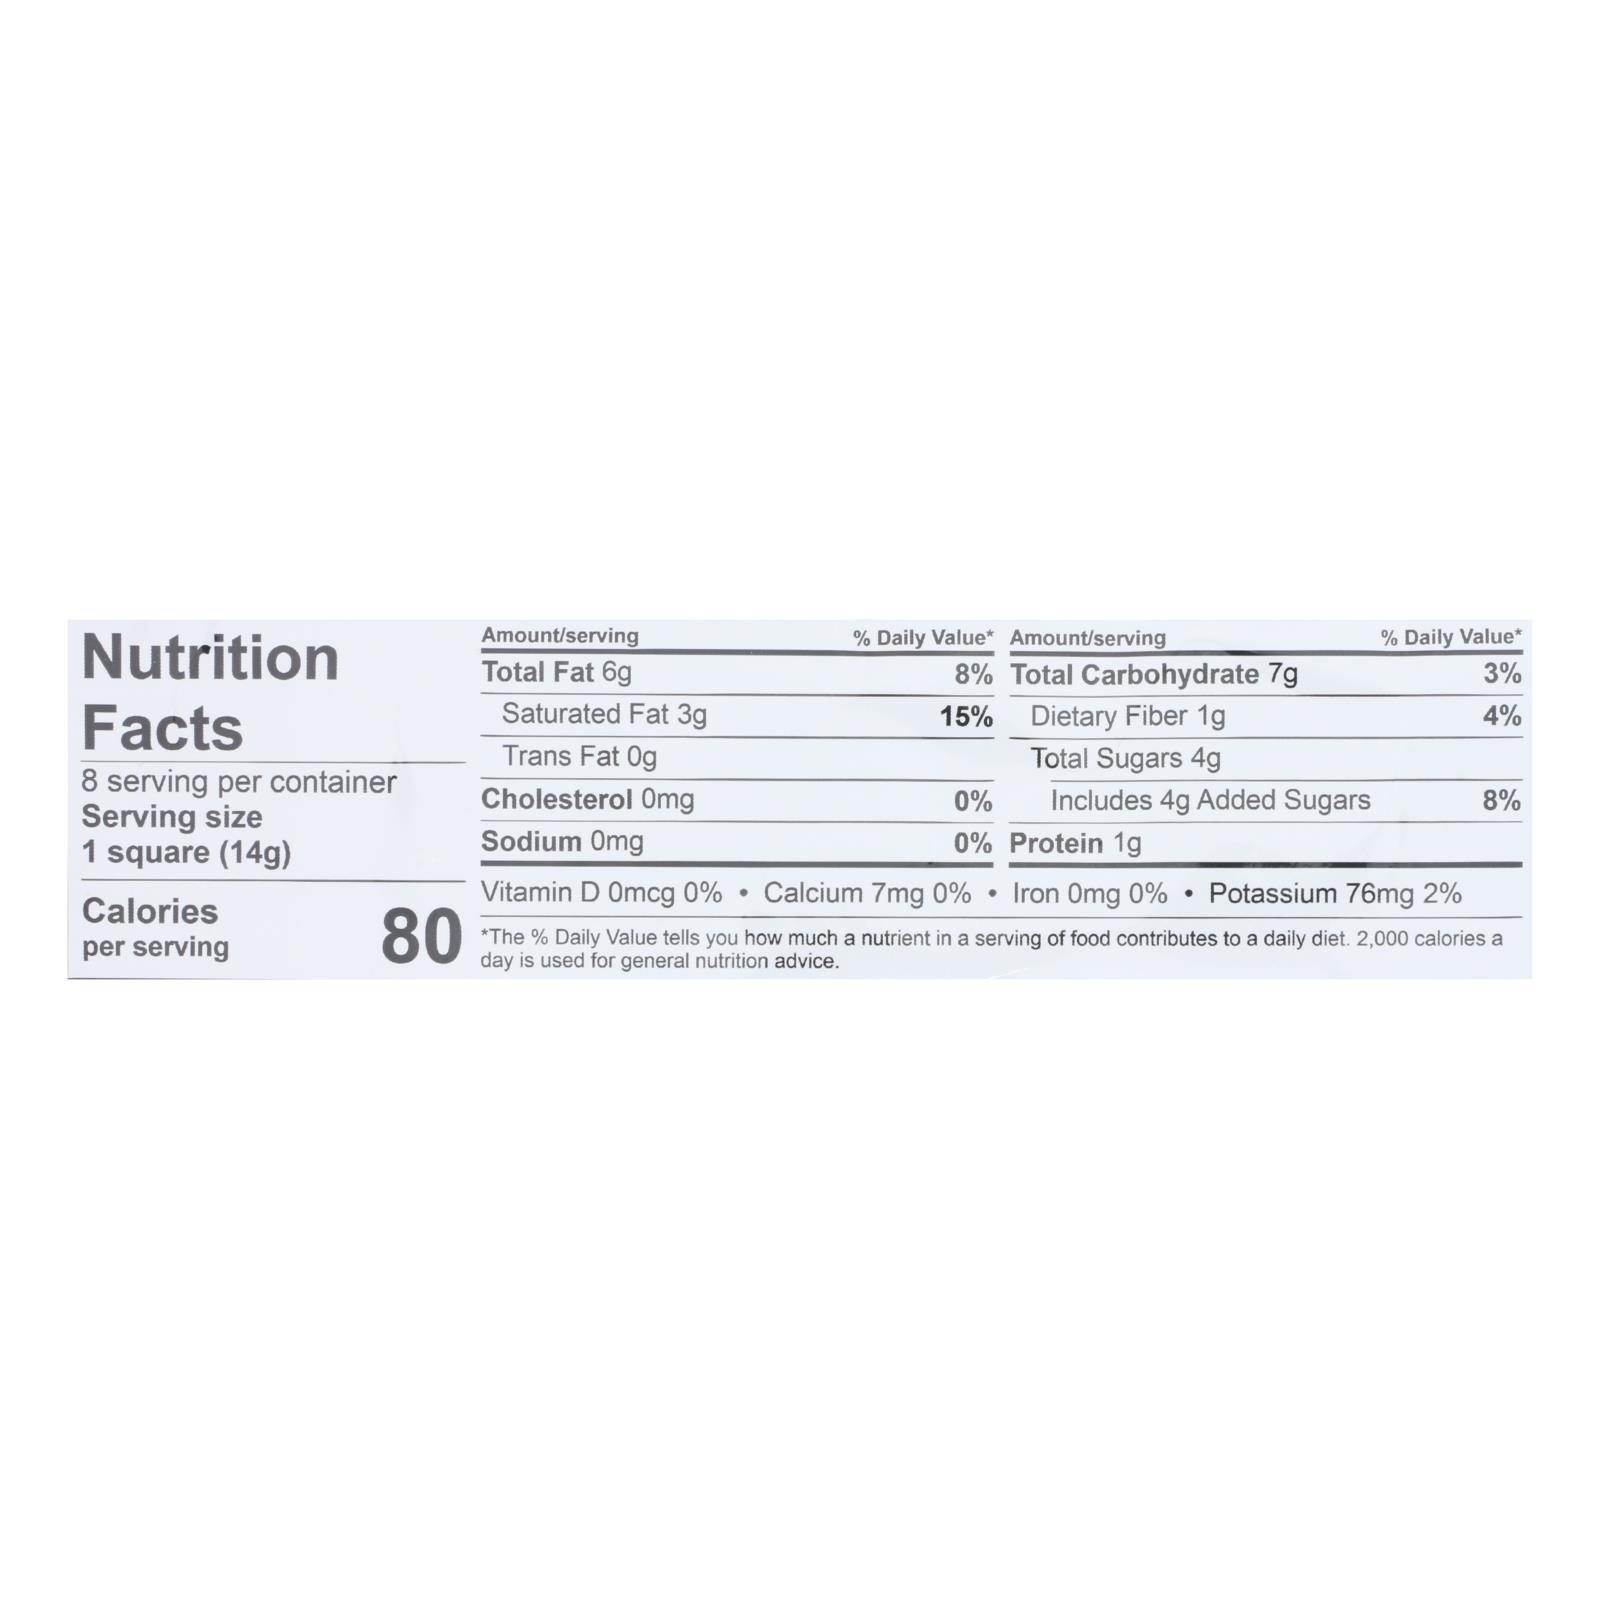 Nutrition
Facts
8 serving per container
Serving size
1 square (14g)
Calories
per serving
80
Amount/serving % Daily Value*
Total Fat 6g 8%
Saturated Fat 3g 15%
Trans Fat 0g
Cholesterol 0mg 0%
Sodium 0mg 0%
Amount/serving % Daily Value*
Total Carbohydrate 7g 3%
Dietary Fiber 1g 4%
Total Sugars 4g
Includes 4g Added Sugars 8%
Protein 1g
Vitamin D 0mcg 0% • Calcium 7mg 0% • Iron 0mg 0% • Potassium 76mg 2%
*The % Daily Value tells you how much a nutrient in a serving of food contributes to a daily diet. 2,000 calories a
day is used for general nutrition advice.